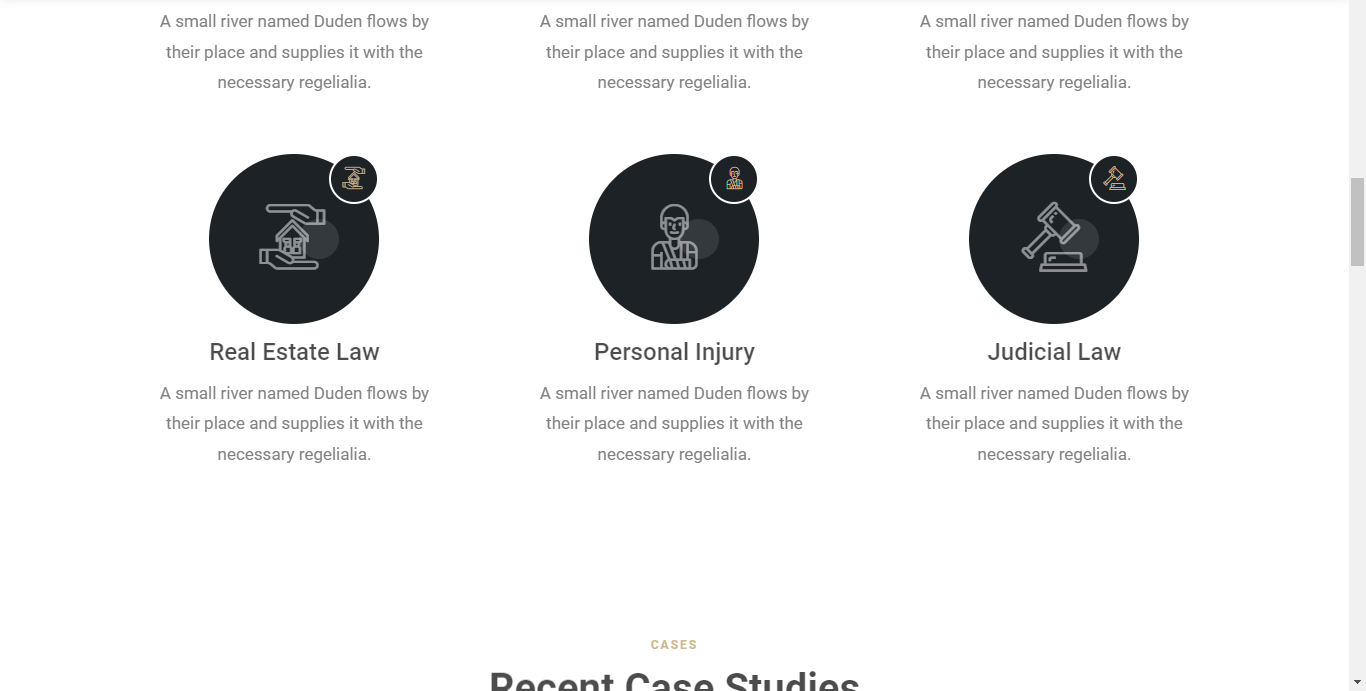 A small river named Duden flows by
their place and supplies it with the
necessary regelialia.
A small river named Duden flows by
their place and supplies it with the
necessary regelialia.
A small river named Duden flows by
their place and supplies it with the
necessary regelialia.
Real Estate Law
A small river named Duden flows by
their place and supplies it with the
necessary regelialia.
Personal Injury
A small river named Duden flows by
their place and supplies it with the
necessary regelialia.
Judicial Law
A small river named Duden flows by
their place and supplies it with the
necessary regelialia.
CASES
Recent Case Studies